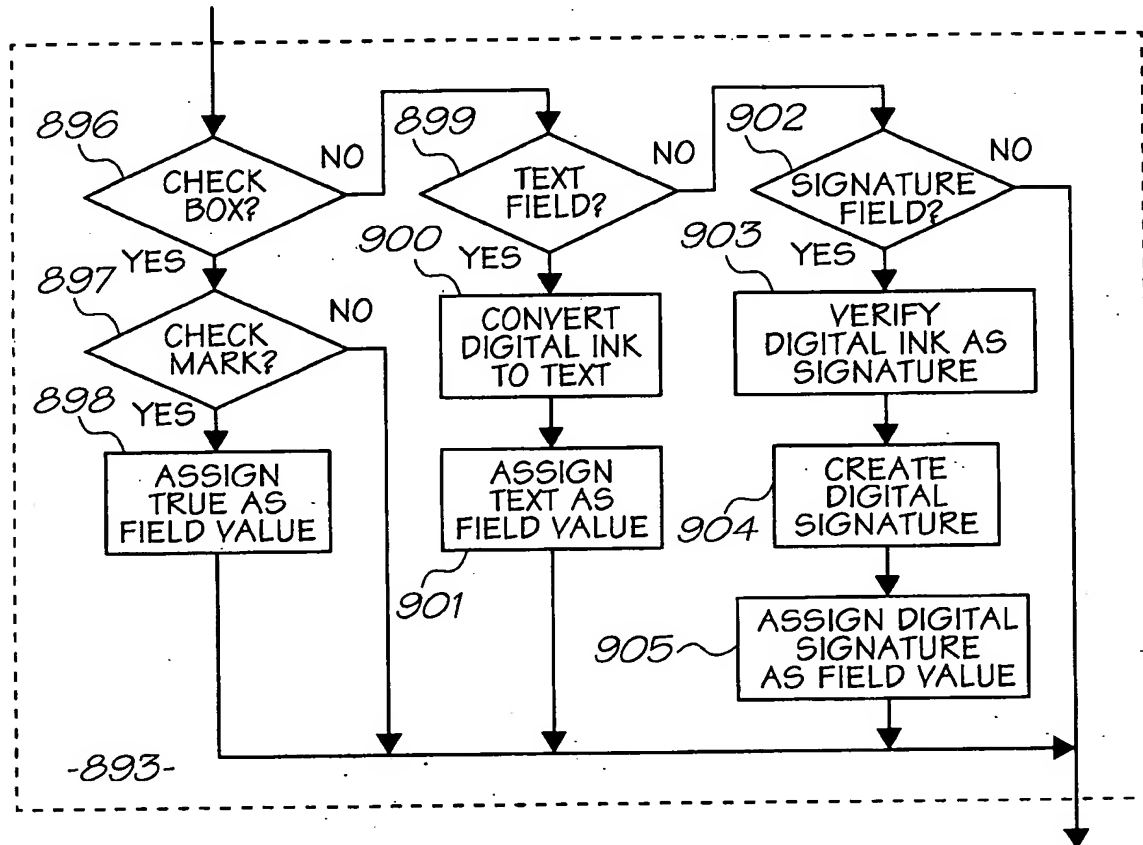 896
CHECK
BOX?
NO
YES
897
CHECK
MARK?
NO
YES
898
ASSIGN
TRUE AS
FIELD VALUE
899
TEXT
FIELD?
NO
YES
900
CONVERT
DIGITAL INK
TO TEXT
ASSIGN
TEXT AS
FIELD VALUE
901
902
SIGNATURE
FIELD?
NO
YES
903
VERIFY
DIGITAL INK AS
SIGNATURE
CREATE
DIGITAL
SIGNATURE
904
ASSIGN DIGITAL
SIGNATURE
AS FIELD VALUE
905
-893-